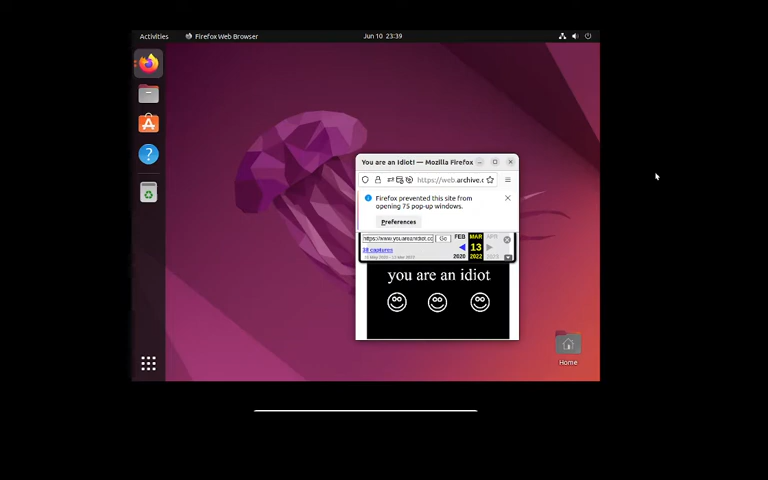 Activities
Firefox Web Browser
Jun 10 23:39
You are an Idiot! — Mozilla Firefox
https://web.archive.c
Firefox prevented this site from
opening 75 pop-up windows.
Preferences
Go
FEB
MAR
APR
38 captures
13
2020
2022
2023
you are an idiot
Home